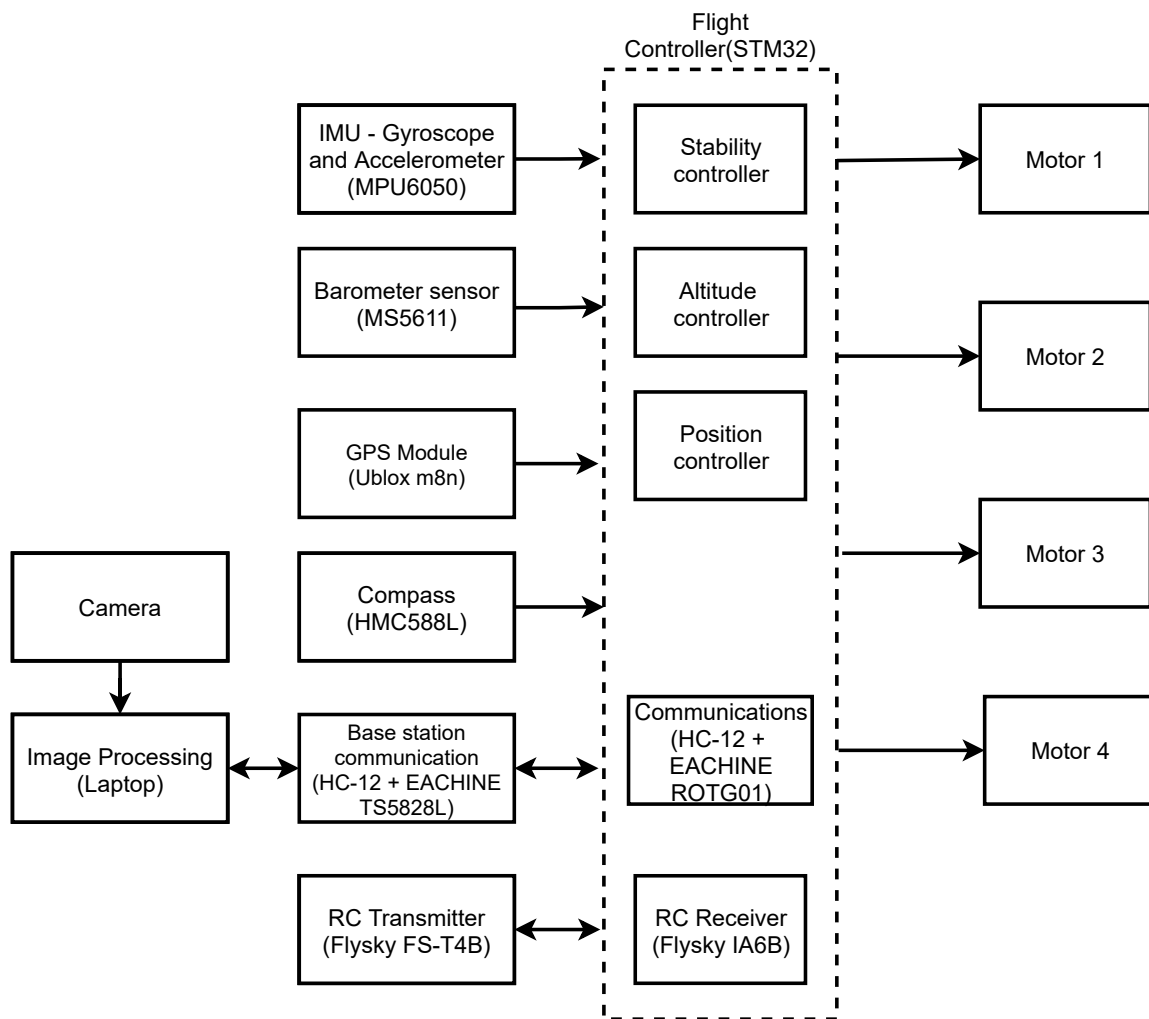 Flight
Controller(STM32)
IMU - Gyroscope
and Accelerometer
(MPU6050)
Stability
controller
Motor 1
Barometer sensor
(MS5611)
Altitude
controller
Motor 2
GPS Module
(Ublox m8n)
Position
controller
Motor 3
Camera
Compass
(HMC588L)
Image Processing
(Laptop)
Base station
communication
(HC-12 + EACHINE
TS5828L)
Communications
(HC-12 +
EACHINE
ROTG01)
Motor 4
RC Transmitter
(Flysky FS-T4B)
RC Receiver
(Flysky IA6B)